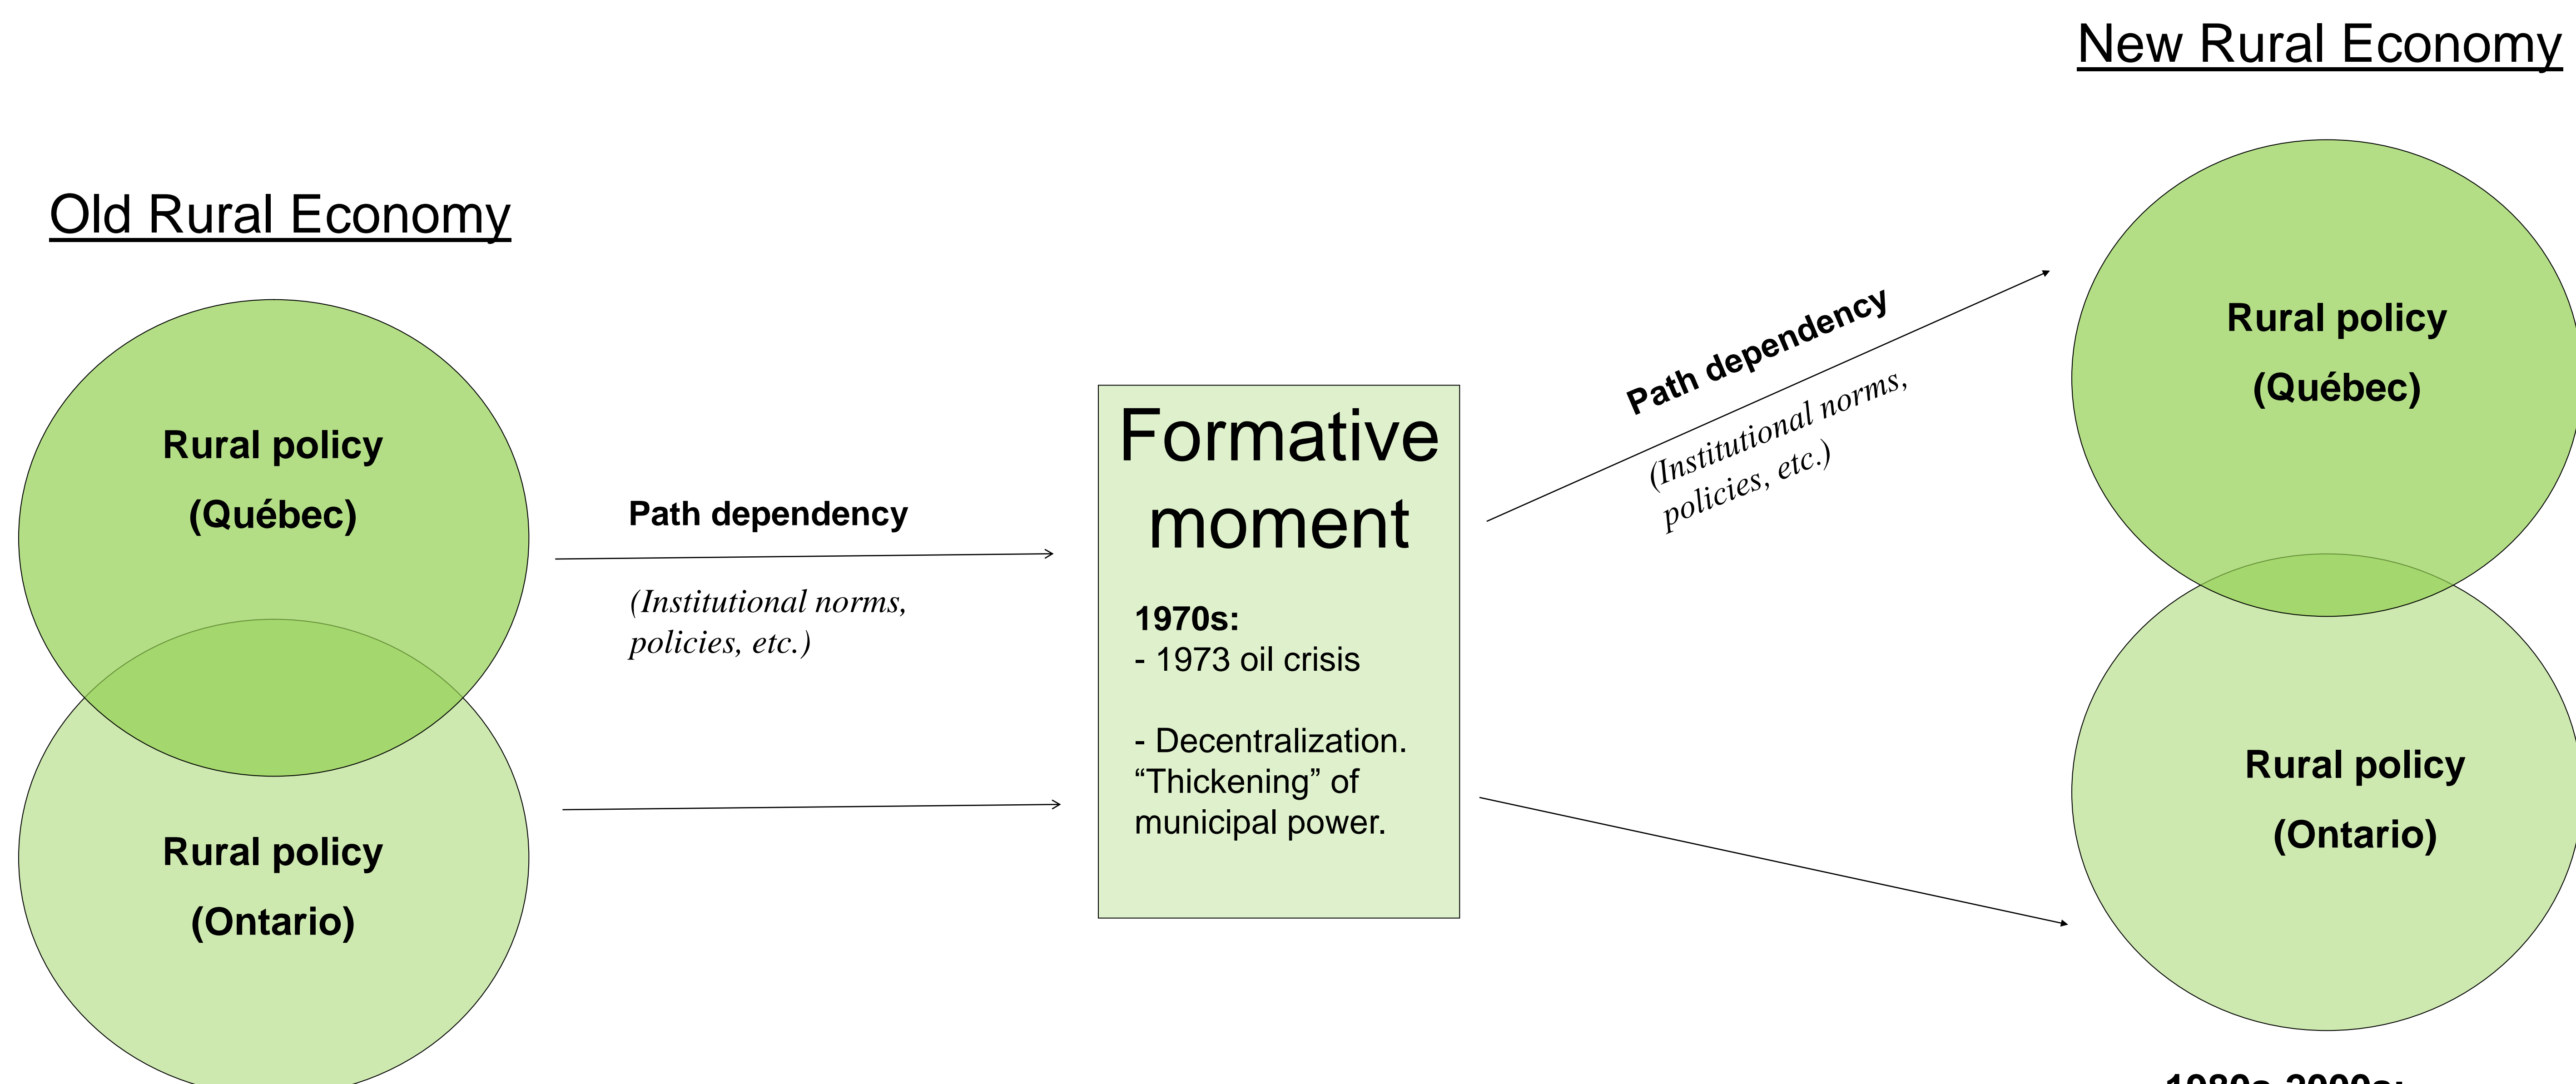 New Rural Economy
Old Rural Economy
Rural policy
(Québec)
Rural policy
(Ontario)
Path dependency
(Institutional norms,
policies, etc.)
Formative
moment
1970s:
- 1973 oil crisis
- Decentralization.
“Thickening” of
municipal power.
Path dependency
(Institutional norms,
policies, etc.)
Rural policy
(Québec)
Rural policy
(Ontario)
1980s-2000s: